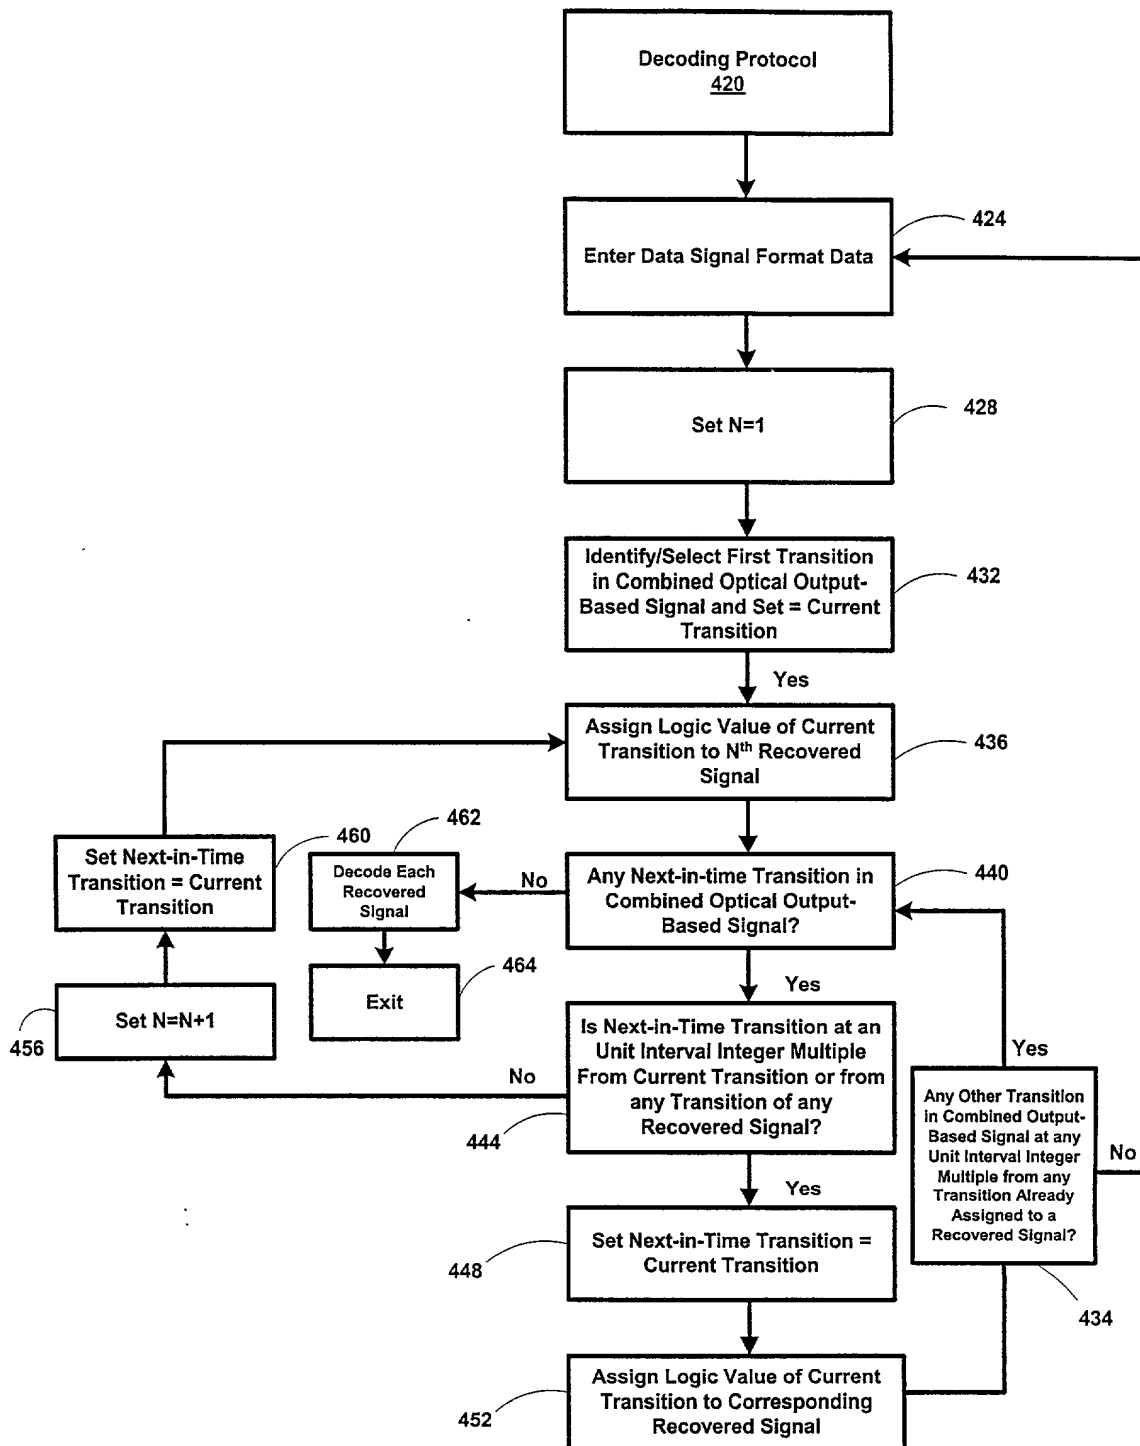 Decoding Protocol
420
424
Enter Data Signal Format Data
428
Set N=1
Identify/Select First Transition
in Combined Optical Output-
Based Signal and Set = Current
Transition
432
Yes
Assign Logic Value of Current
Transition to Nth Recovered
Signal
436
460
Set Next-in-Time
Transition = Current
Transition
462
Decode Each
Recovered
Signal
No
Any Next-in-time Transition in
Combined Optical Output-
Based Signal?
440
464
Exit
Yes
Set N=N+1
456
No
Is Next-in-Time Transition at an
Unit Interval Integer Multiple
From Current Transition or from
any Transition of any
Recovered Signal?
444
Yes
Any Other Transition
in Combined Output-
Based Signal at any
Unit Interval Integer
Multiple from any
Transition Already
Assigned to a
Recovered Signal?
No
434
Yes
Set Next-in-Time Transition =
Current Transition
448
Assign Logic Value of Current
Transition to Corresponding
Recovered Signal
452